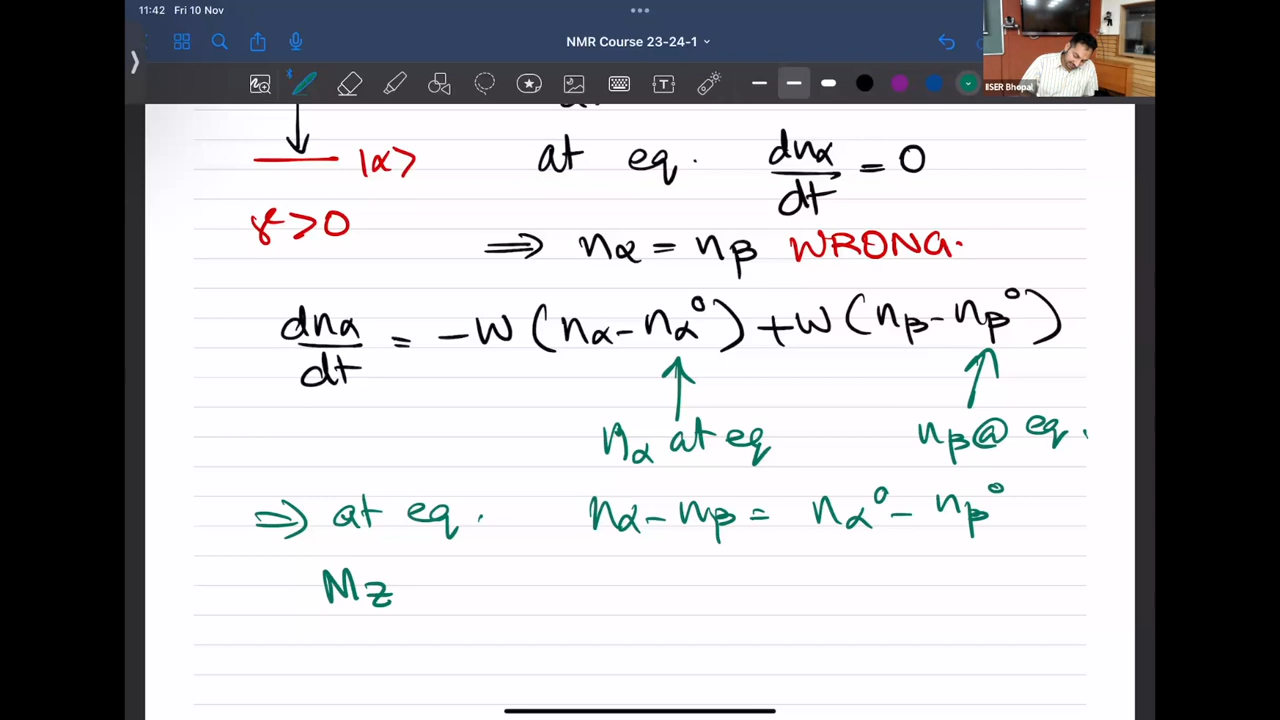 11:42 Fri 10 Nov
NMR Course 23-24-1
IISER Bhopal
|α>
at eq. dnα/dt = 0
γ>0
⟹ nα = nβ WRONG.
dnα/dt = -W(nα-nα⁰)+W(nβ-nβ⁰)
nα at eq
nβ@ eq.
⇒ at eq. nα-nβ= nα⁰-nβ⁰
Mz